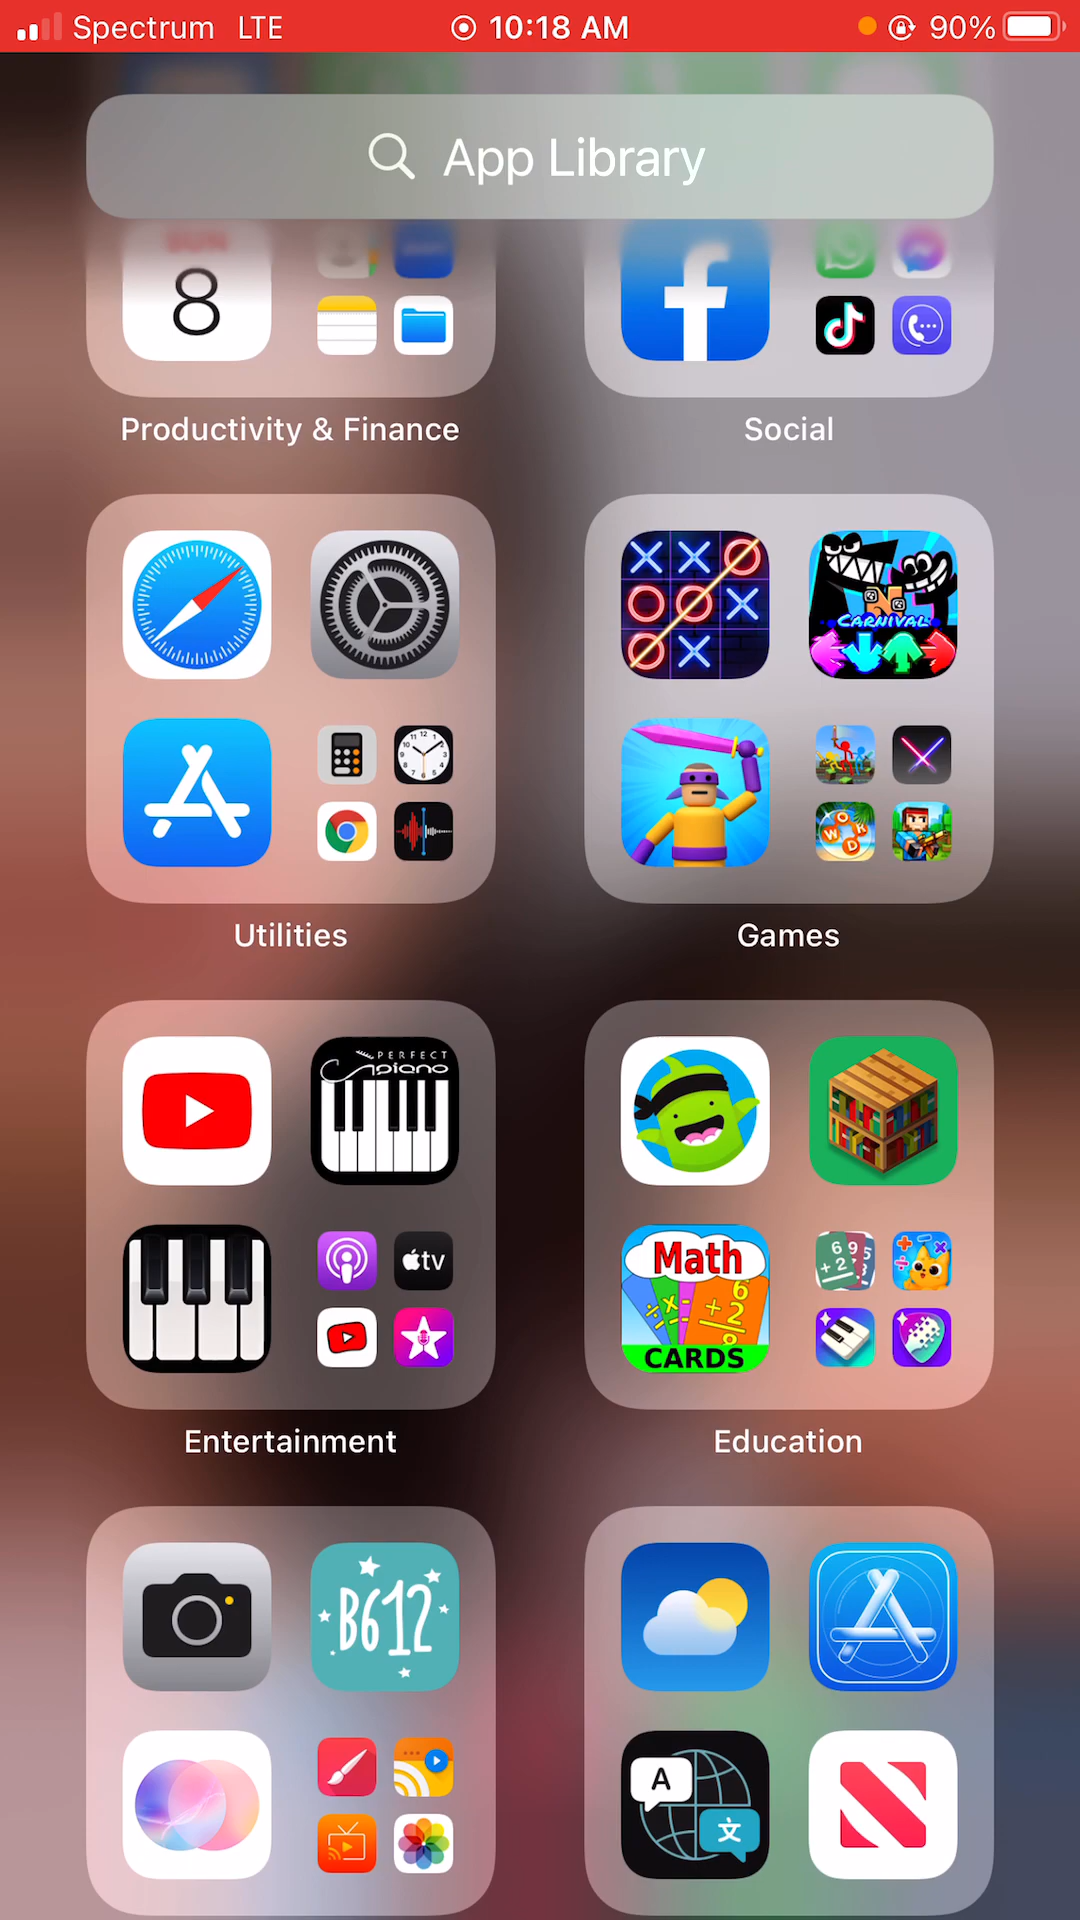 Spectrum LTE 10:18 AM 90%
App Library
SUN
8
Productivity & Finance
Social
CARNIVAL
W O R D
Utilities
Games
PERFECT
piano
tv
Math
CARDS
Entertainment
Education
B612
A
文